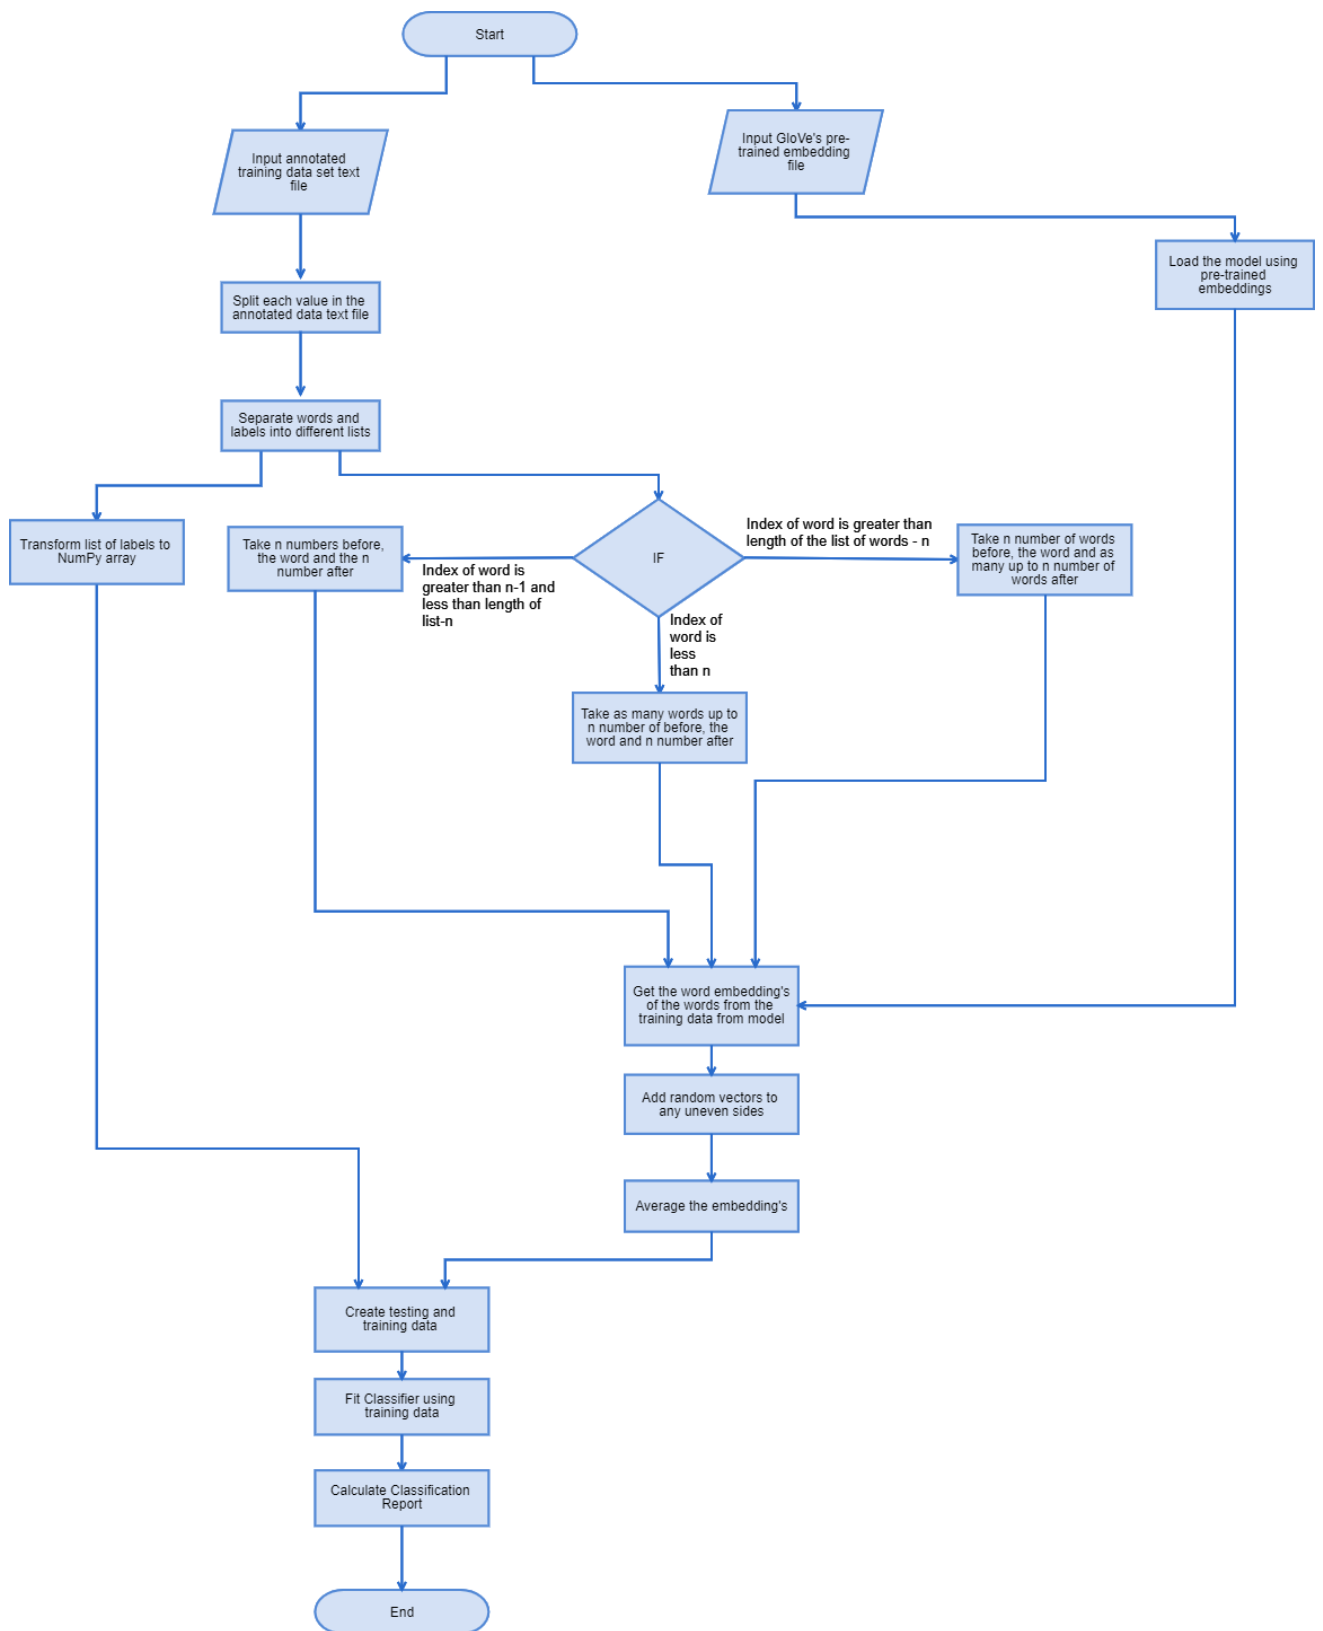 Start
Input annotated
training data set text
file
Input GloVe's pre-
trained embedding
file
Load the model using
pre-trained
embeddings
Split each value in the
annotated data text file
Separate words and
labels into different lists
Transform list of labels to
NumPy array
Take n numbers before,
the word and the n
number after
Index of word is
greater than n-1 and
less than length of
list-n
IF
Index of word is greater than
length of the list of words - n
Take n number of words
before, the word and as
many up to n number of
words after
Index of
word is
less
than n
Take as many words up to
n number of before, the
word and n number after
Get the word embedding's
of the words from the
training data from model
Add random vectors to
any uneven sides
Average the embedding's
Create testing and
training data
Fit Classifier using
training data
Calculate Classification
Report
End